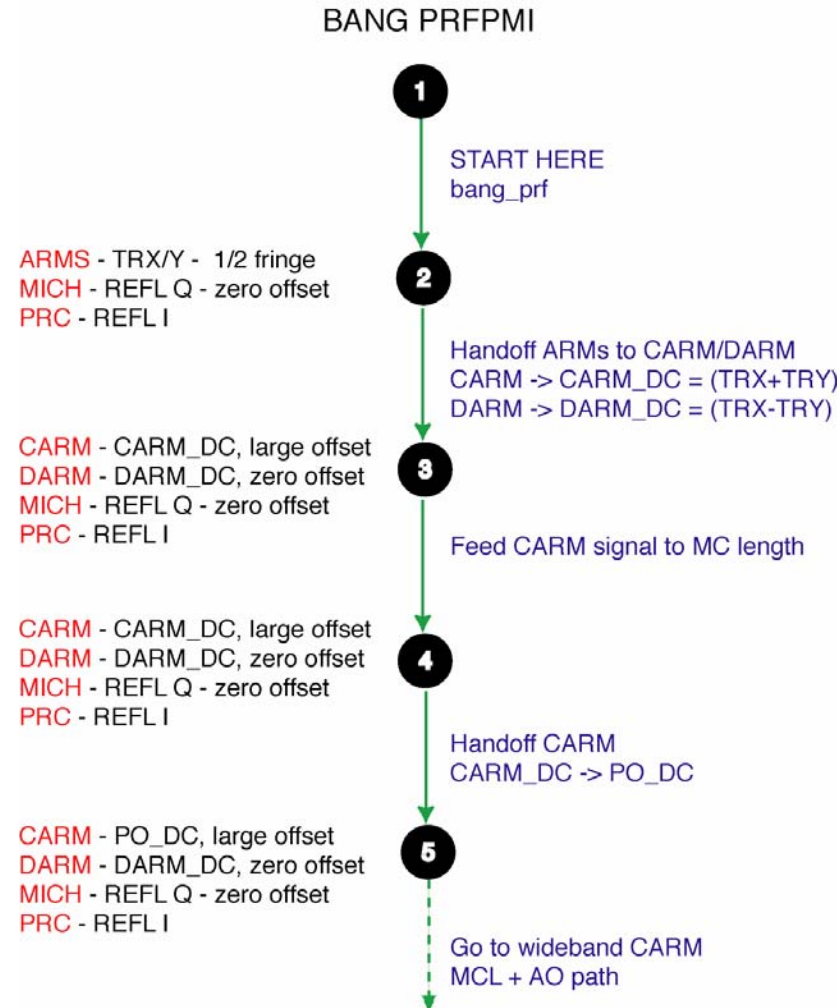 BANG PRFPMI
1
START HERE
bang_prf
ARMS - TRX/Y - 1/2 fringe
MICH - REFL Q - zero offset
PRC - REFL I
2
Handoff ARMs to CARM/DARM
CARM -> CARM_DC = (TRX+TRY)
DARM -> DARM_DC = (TRX-TRY)
CARM - CARM_DC, large offset
DARM - DARM_DC, zero offset
MICH - REFL Q - zero offset
PRC - REFL I
3
Feed CARM signal to MC length
CARM - CARM_DC, large offset
DARM - DARM_DC, zero offset
MICH - REFL Q - zero offset
PRC - REFL I
4
Handoff CARM
CARM_DC -> PO_DC
CARM - PO_DC, large offset
DARM - DARM_DC, zero offset
MICH - REFL Q - zero offset
PRC - REFL I
5
Go to wideband CARM
MCL + AO path